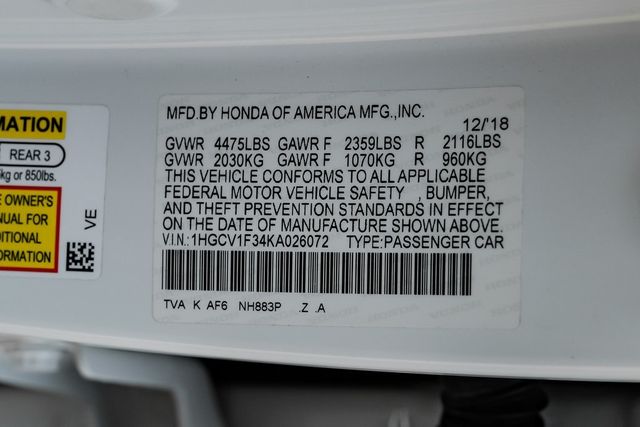 MATION
REAR 3
kg or 850lbs.
E OWNER'S
NUAL FOR
DITIONAL
ORMATION
VE
MFD.BY HONDA OF AMERICA MFG.,INC.
12/'18
GVWR 4475LBS GAWR F 2359LBS R 2116LBS
GVWR 2030KG GAWR F 1070KG R 960KG
THIS VEHICLE CONFORMS TO ALL APPLICABLE
FEDERAL MOTOR VEHICLE SAFETY , BUMPER,
AND THEFT PREVENTION STANDARDS IN EFFECT
ON THE DATE OF MANUFACTURE SHOWN ABOVE.
V.I.N.:1HGCV1F34KA026072 TYPE:PASSENGER CAR
TVA K AF6 NH883P .Z .A